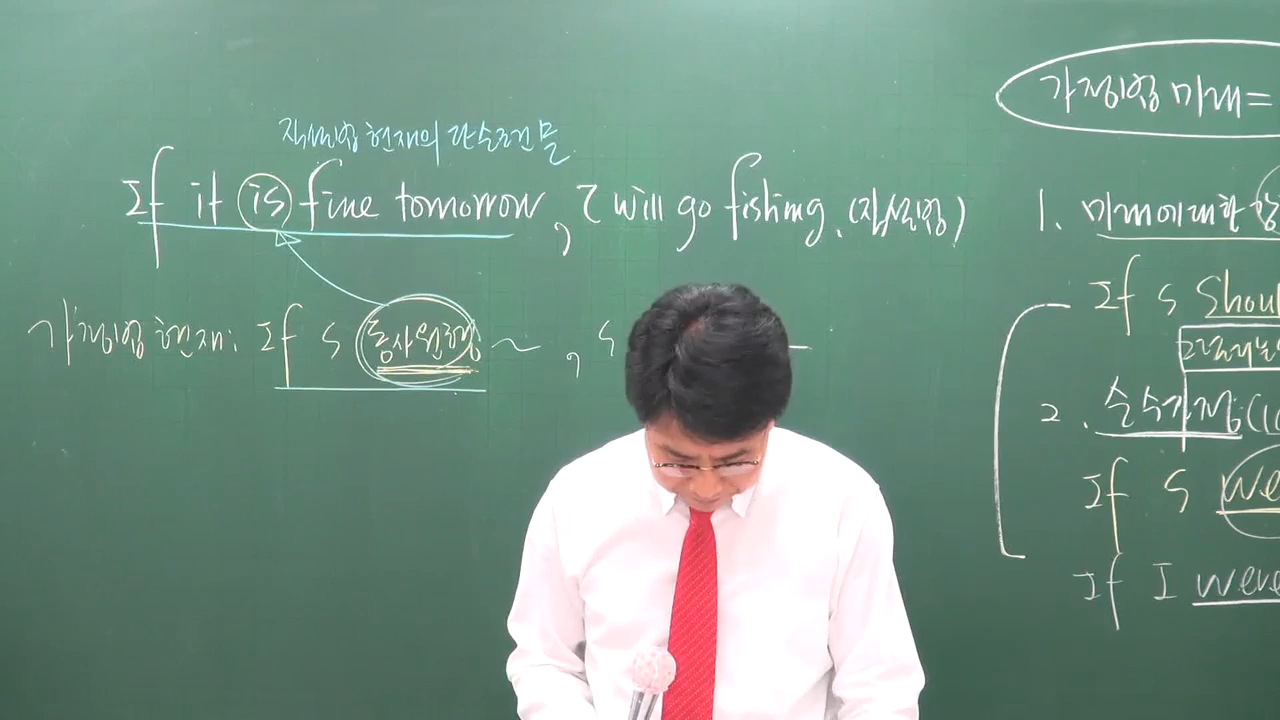 직설법 현재의 단순조건문
If it is fine tomorrow, I will go fishing. (직설법)
가정법 현재: If S 동사원형 ~ , S
가정법 미래 =
1. 미래에 대한
If S Shou
2. 순수가정
If S we
If I were